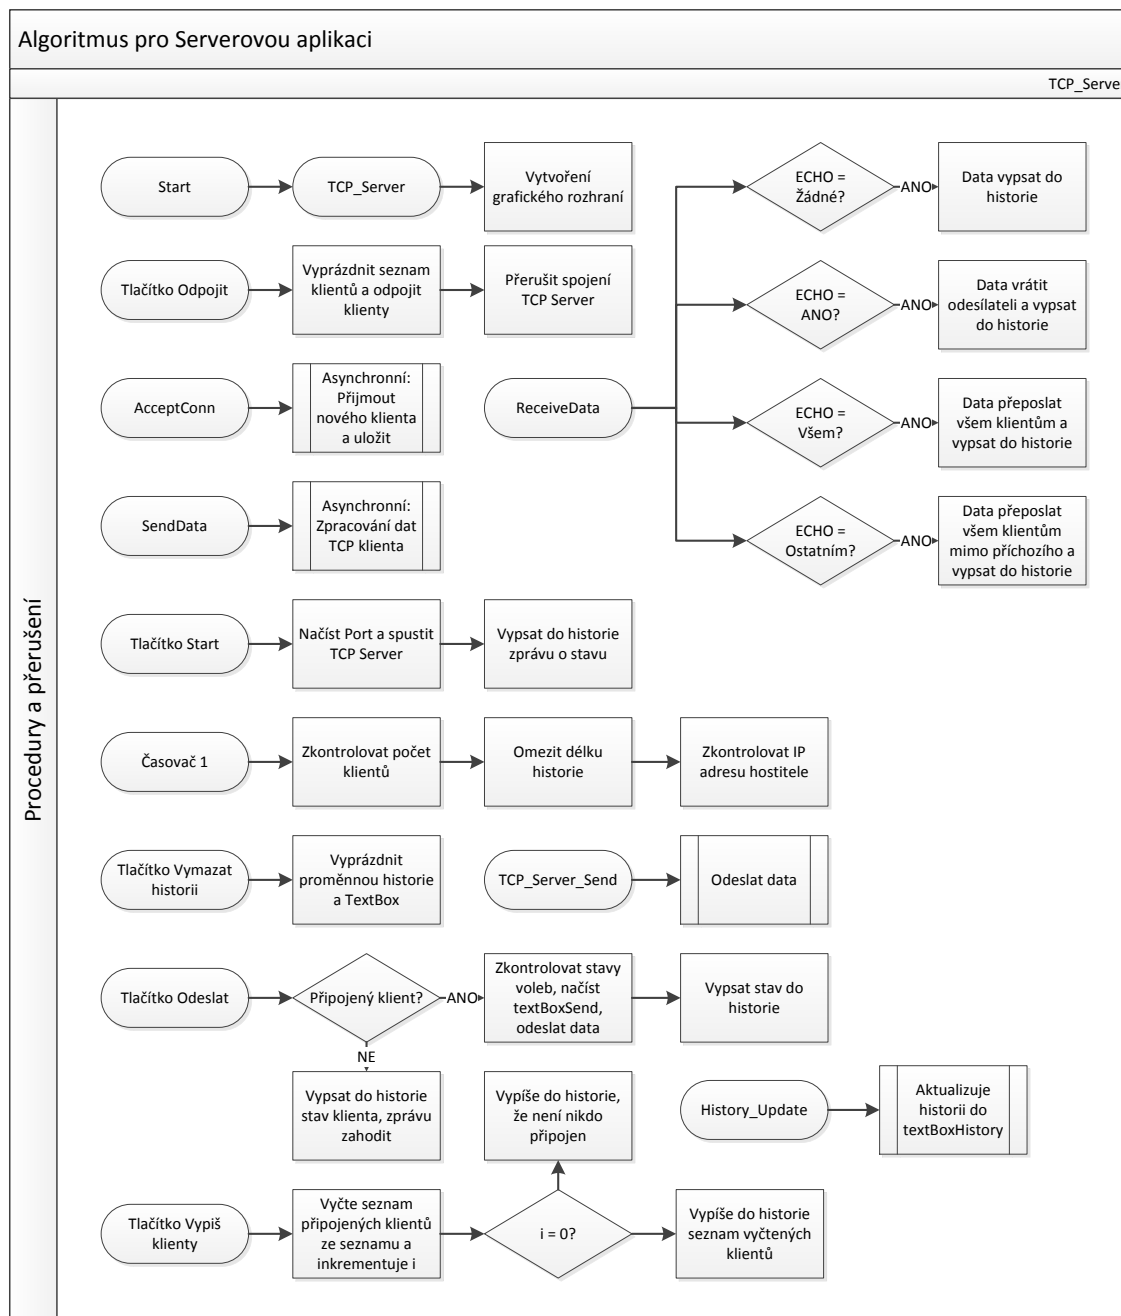 Algoritmus pro Serverovou aplikaci
TCP_Server
Procedury a přerušení
Start
TCP_Server
Vytvoření
grafického rozhraní
ECHO =
Žádné?
ANO
Data vypsat do
historie
Tlačítko Odpojit
Vyprázdnit seznam
klientů a odpojit
klienty
Přerušit spojení
TCP Server
ECHO =
ANO?
ANO
Data vrátit
odesílateli a vypsat
do historie
AcceptConn
Asynchronní:
Přijmout
nového klienta
a uložit
ReceiveData
ECHO =
Všem?
ANO
Data přeposlat
všem klientům a
vypsat do historie
SendData
Asynchronní:
Zpracování dat
TCP klienta
ECHO =
Ostatním?
ANO
Data přeposlat
všem klientům
mimo příchozího a
vypsat do historie
Tlačítko Start
Načíst Port a spustit
TCP Server
Vypsat do historie
zprávu o stavu
Časovač 1
Zkontrolovat počet
klientů
Omezit délku
historie
Zkontrolovat IP
adresu hostitele
Tlačítko Vymazat
historii
Vyprázdnit
proměnnou historie
a TextBox
TCP_Server_Send
Odeslat data
Tlačítko Odeslat
Připojený klient?
ANO
Zkontrolovat stavy
voleb, načíst
textBoxSend,
odeslat data
Vypsat stav do
historie
NE
Vypsat do historie
stav klienta, zprávu
zahodit
Vypíše do historie,
že není nikdo
připojen
History_Update
Aktualizuje
historii do
textBoxHistory
Tlačítko Vypiš
klienty
Vyčte seznam
připojených klientů
ze seznamu a
inkrementuje i
i = 0?
Vypíše do historie
seznam vyčtených
klientů